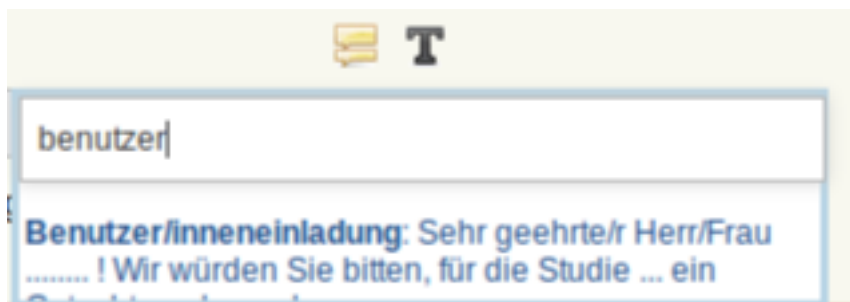 T
benutzer
Benutzer/inneneinladung: Sehr geehrte/r Herr/Frau
........ ! Wir würden Sie bitten, für die Studie ... ein